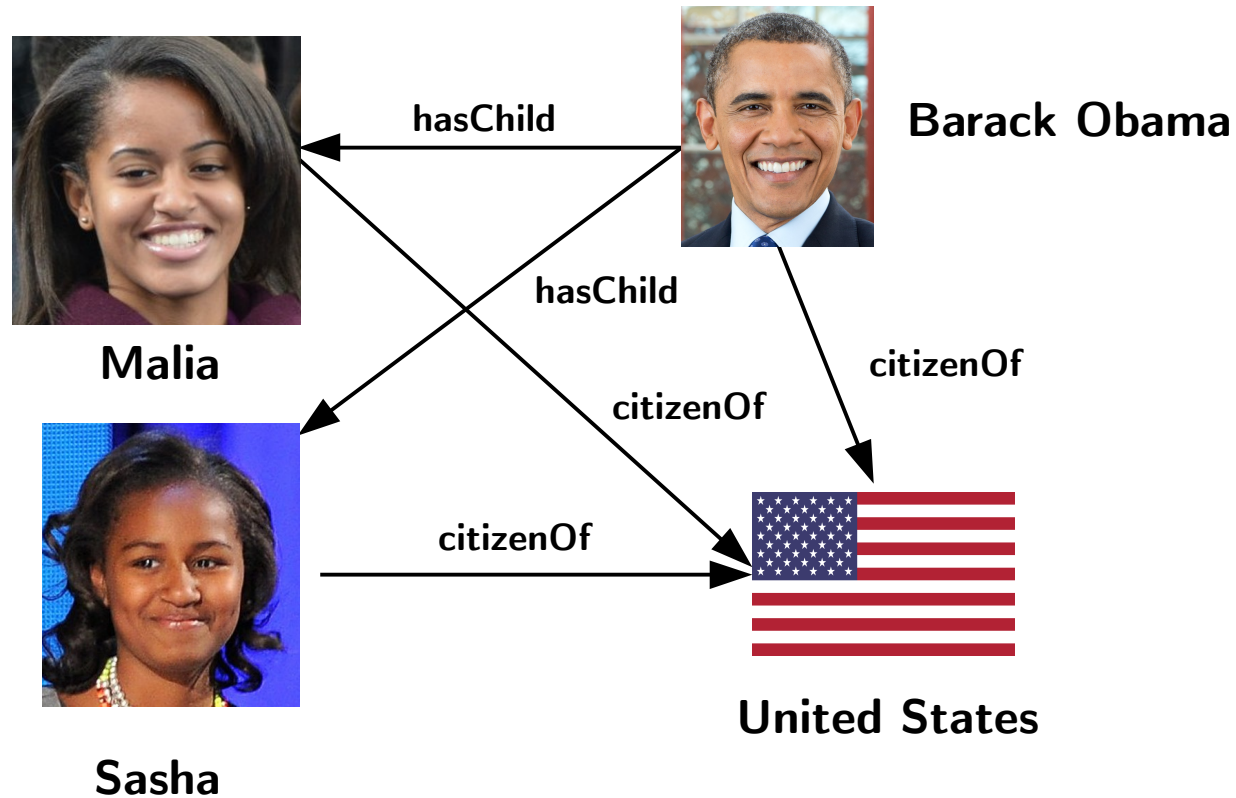 hasChild
Barack Obama
hasChild
Malia
citizenOf
citizenOf
citizenOf
United States
Sasha